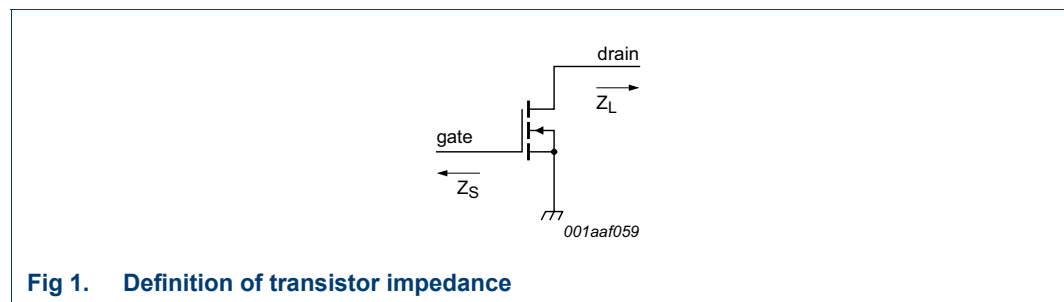 drain
Z_L
gate
Z_S
001aaf059
Fig 1. Definition of transistor impedance